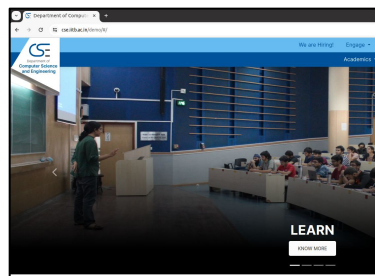 Department of Compute
cse.iitb.ac.in/demo/#/
We are Hiring! Engage
Academics
CSE
Department of
Computer Science
and Engineering
LEARN
KNOW MORE